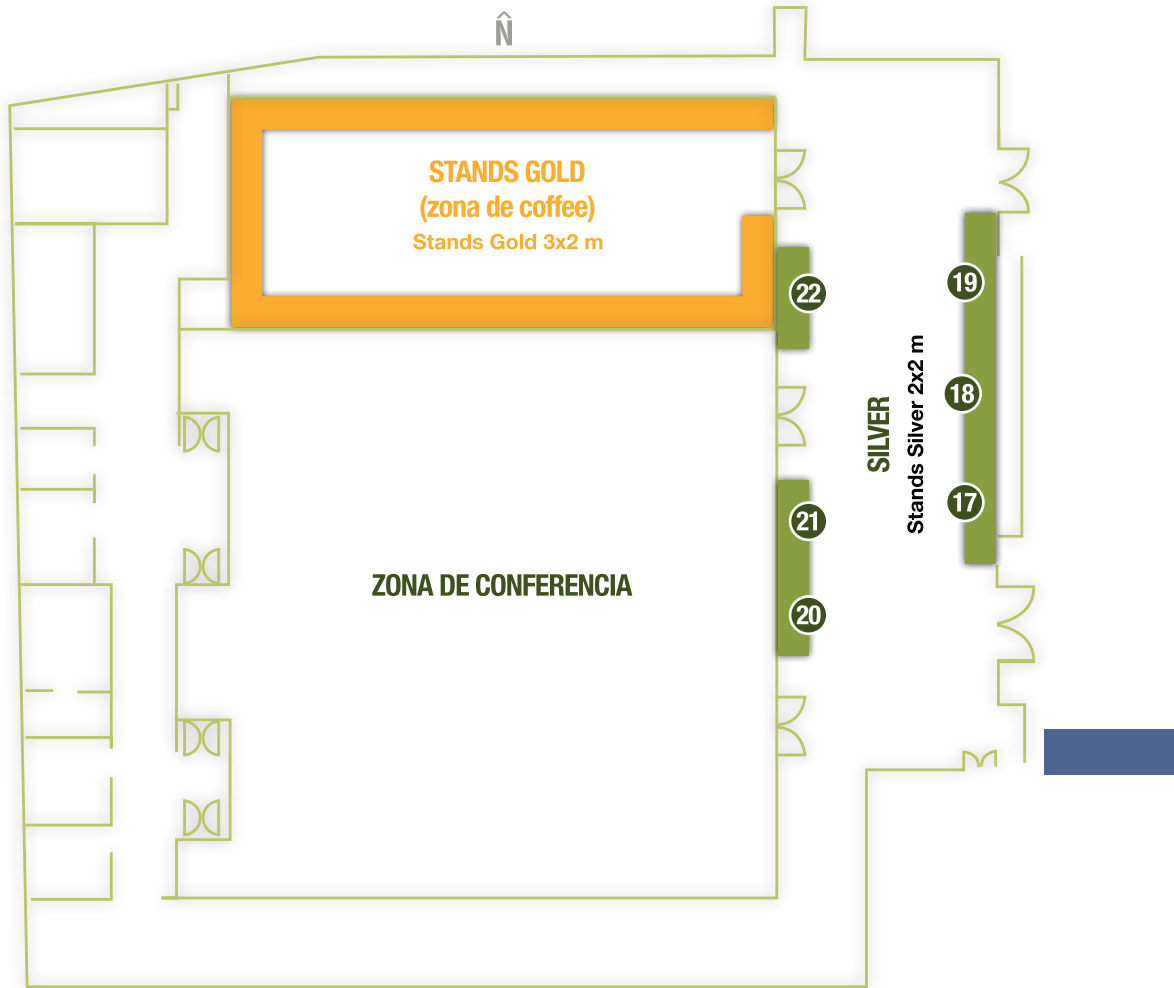 N
STANDS GOLD
(zona de coffee)
Stands Gold 3x2 m
22
19
18
17
SILVER
Stands Silver 2x2 m
21
20
ZONA DE CONFERENCIA